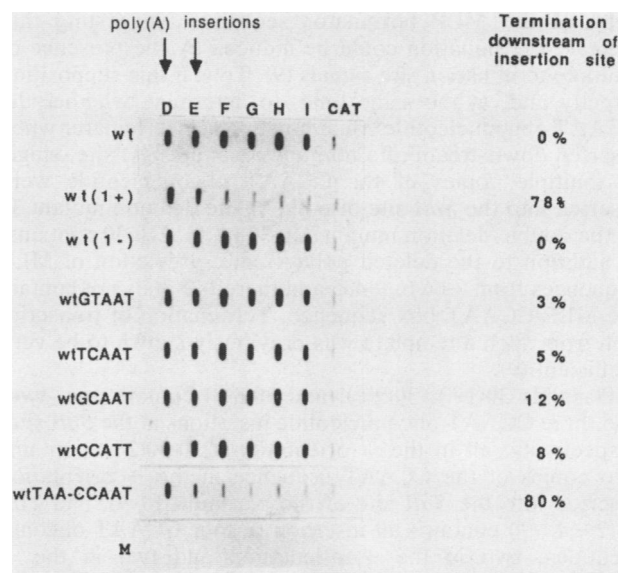 poly(A) insertions
Termination downstream of insertion site
D E F G H I CAT
wt 0%
wt(1+) 78%
wt(1-) 0%
wtGTAAT 3%
wtTCAAT 5%
wtGCAAT 12%
wtCCATT 8%
wtTAA-CCAAT 80%
M